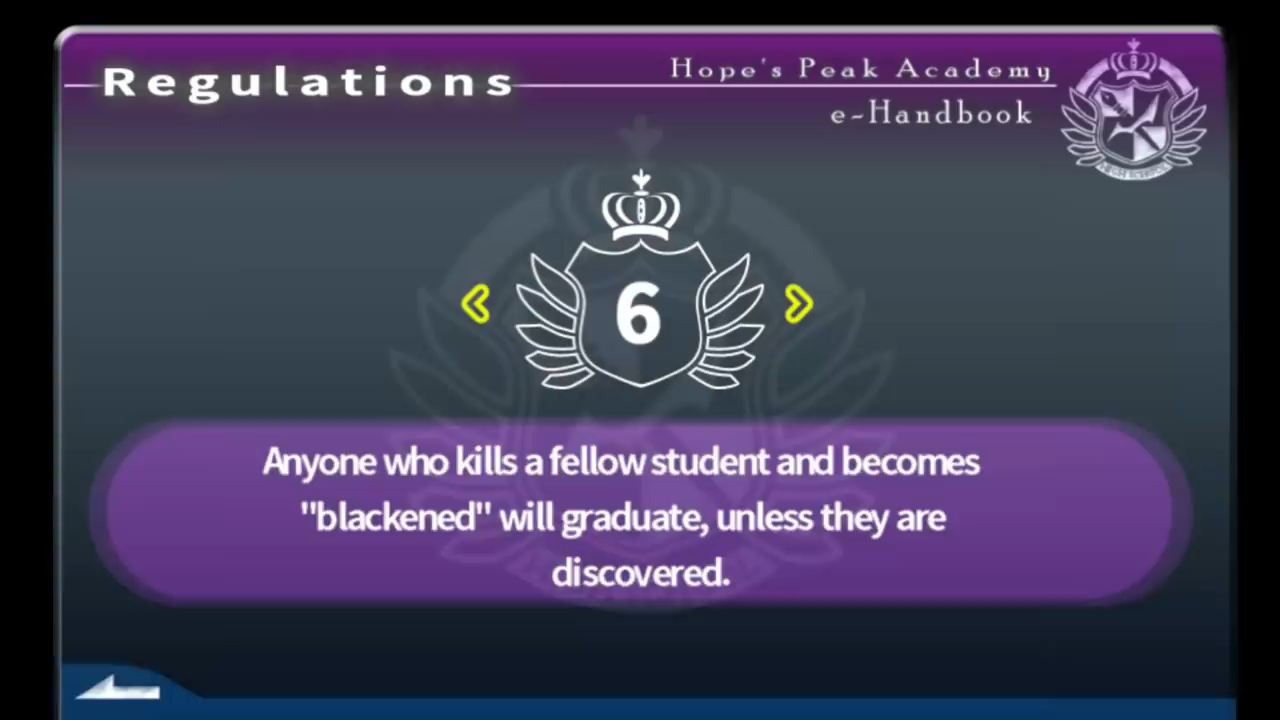 Regulations
Hope's Peak Academy
e-Handbook
6
Anyone who kills a fellow student and becomes
"blackened" will graduate, unless they are
discovered.